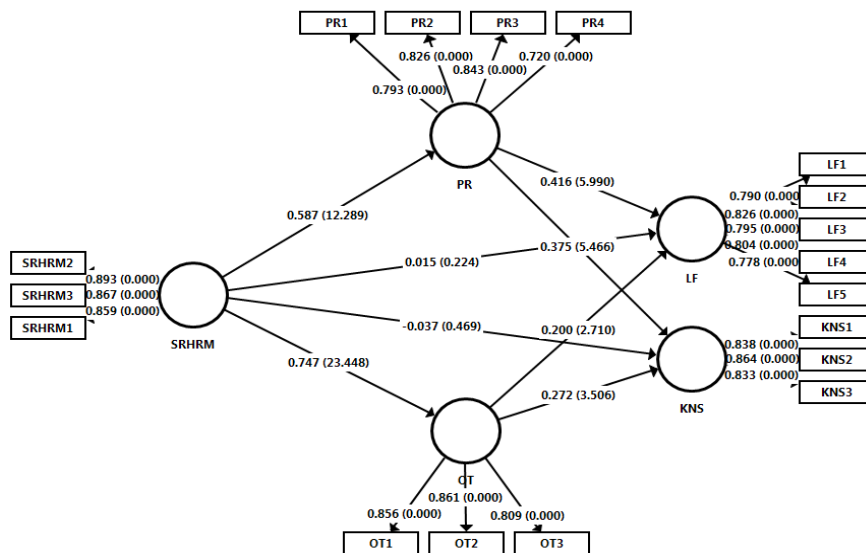 PR1 PR2 PR3 PR4
0.826 (0.000) 0.720 (0.000)
0.843 (0.000)
0.793 (0.000)
PR
0.416 (5.990)
0.587 (12.289)
0.375 (5.466)
0.015 (0.224)
LF1
0.790 (0.000
LF2
0.826 (0.000)
0.795 (0.000) LF3
0.804 (0.000)
LF4
0.778 (0.000
LF
LF5
SRHRM2
0.893 (0.000)
SRHRM3 0.867 (0.000)
0.859 (0.000)
SRHRM1
SRHRM
-0.037 (0.469)
0.200 (2.710)
0.747 (23.448)
0.272 (3.506)
KNS1
0.838 (0.000)
0.864 (0.000) KNS2
0.833 (0.000)
KNS3
KNS
OT
0.861 (0.000)
0.856 (0.000) 0.809 (0.000)
OT1 OT2 OT3